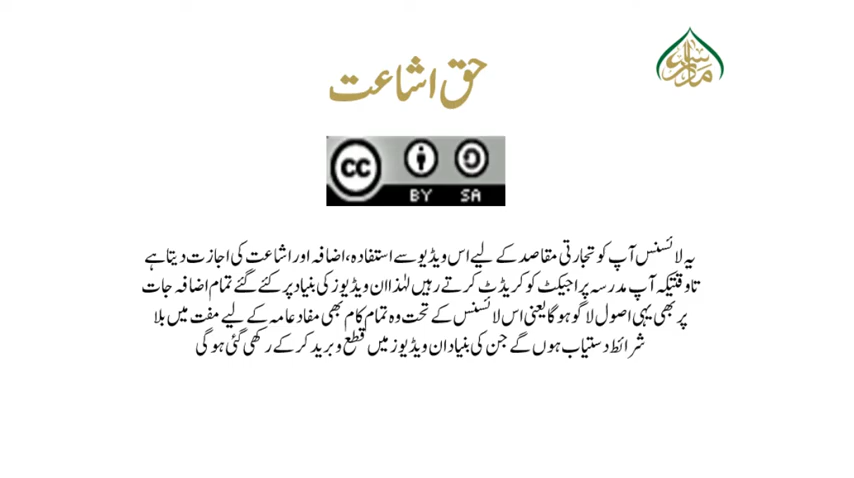 مدرسہ
حق اشاعت
cc
BY SA
یہ لائسنس آپ کو تجارتی مقاصد کے لیے اس ویڈیو سے استفادہ، اضافہ اور اشاعت کی اجازت دیتا ہے
تاوقتیکہ آپ مدرسہ پراجیکٹ کو کریڈٹ کرتے رہیں لہٰذا ان ویڈیوز کی بنیاد پر کئے گئے تمام اضافہ جات
پر بھی یہی اصول لاگو ہوگا یعنی اس لائسنس کے تحت وہ تمام کام بھی مفاد عامہ کے لیے مفت میں بلا
شرائط دستیاب ہوں گے جن کی بنیاد ان ویڈیوز میں قطع و برید کر کے رکھی گئی ہوگی